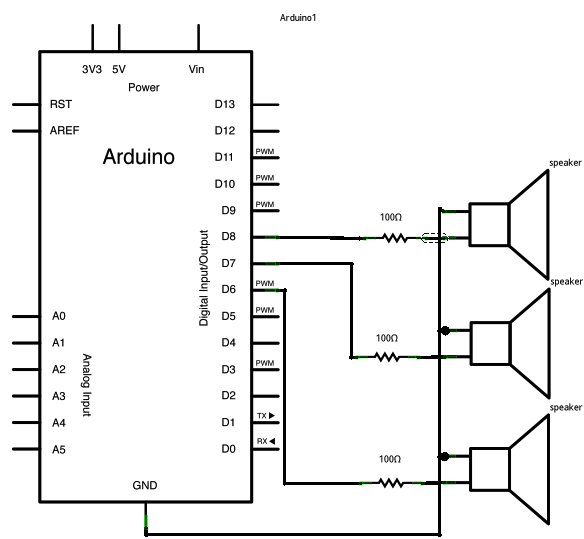 Arduino1
3V3 5V Vin
Power
RST D13
AREF D12
Arduino
D11 PWM
D10 PWM
D9 PWM
D8
D7
D6 PWM
A0 D5 PWM
A1 D4
A2 D3 PWM
A3 D2
A4 D1 TX
A5 D0 RX
Digital Input/Output
Analog Input
GND
100Ω
speaker
100Ω
speaker
100Ω
speaker